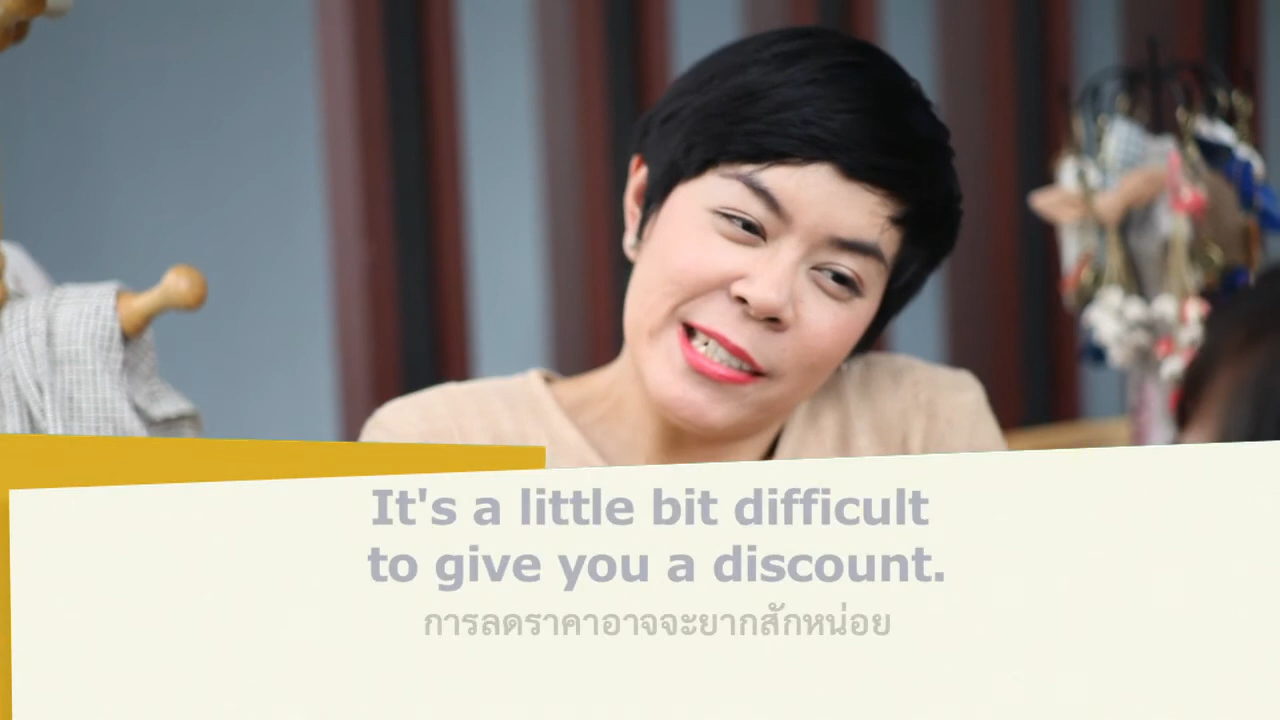 It's a little bit difficult
to give you a discount.
การลดราคาอาจจะยากสักหน่อย